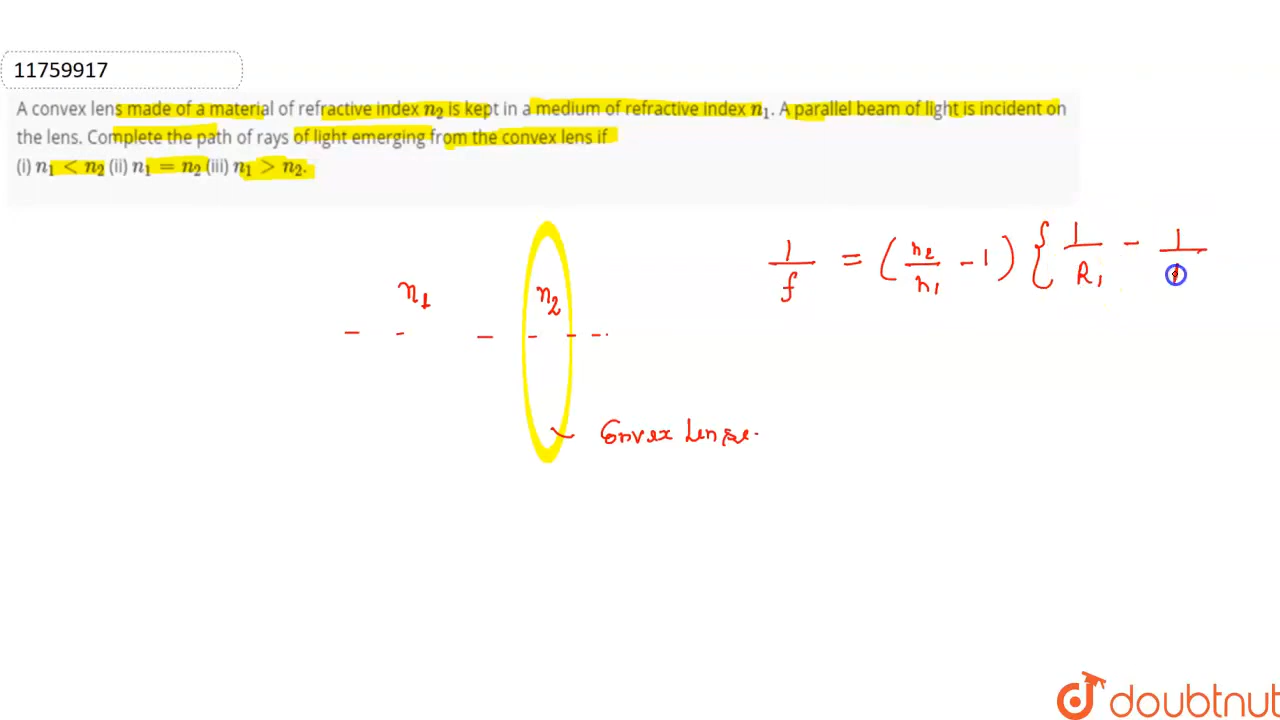 11759917
A convex lens made of a material of refractive index n₂ is kept in a medium of refractive index n₁. A parallel beam of light is incident on
the lens. Complete the path of rays of light emerging from the convex lens if
(i) n₁ < n₂ (ii) n₁ = n₂ (iii) n₁ > n₂.
1/f = (n₂/n₁ - 1) { 1/R₁ - 1/
n₁ n₂
Convex Lense.
doubtnut